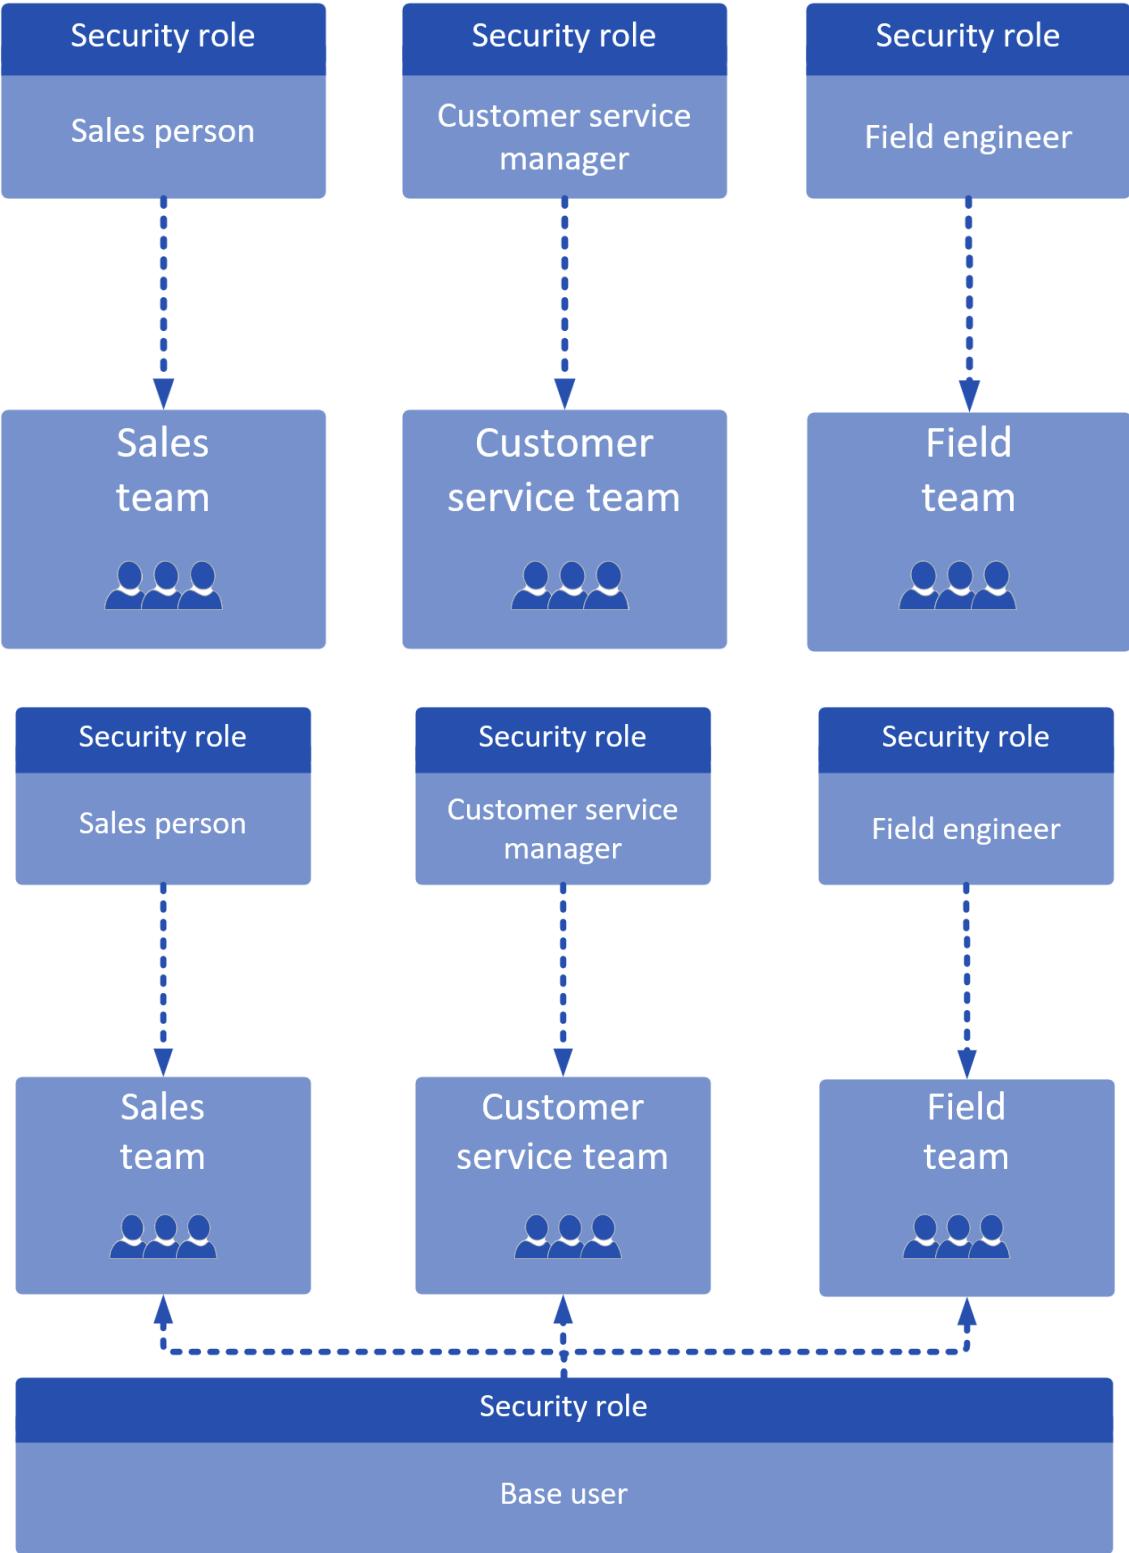 Security role
Security role
Security role
Sales person
Customer service
manager
Field engineer
Sales
team
Customer
service team
Field
team
Security role
Security role
Security role
Sales person
Customer service
manager
Field engineer
Sales
team
Customer
service team
Field
team
Security role
Base user